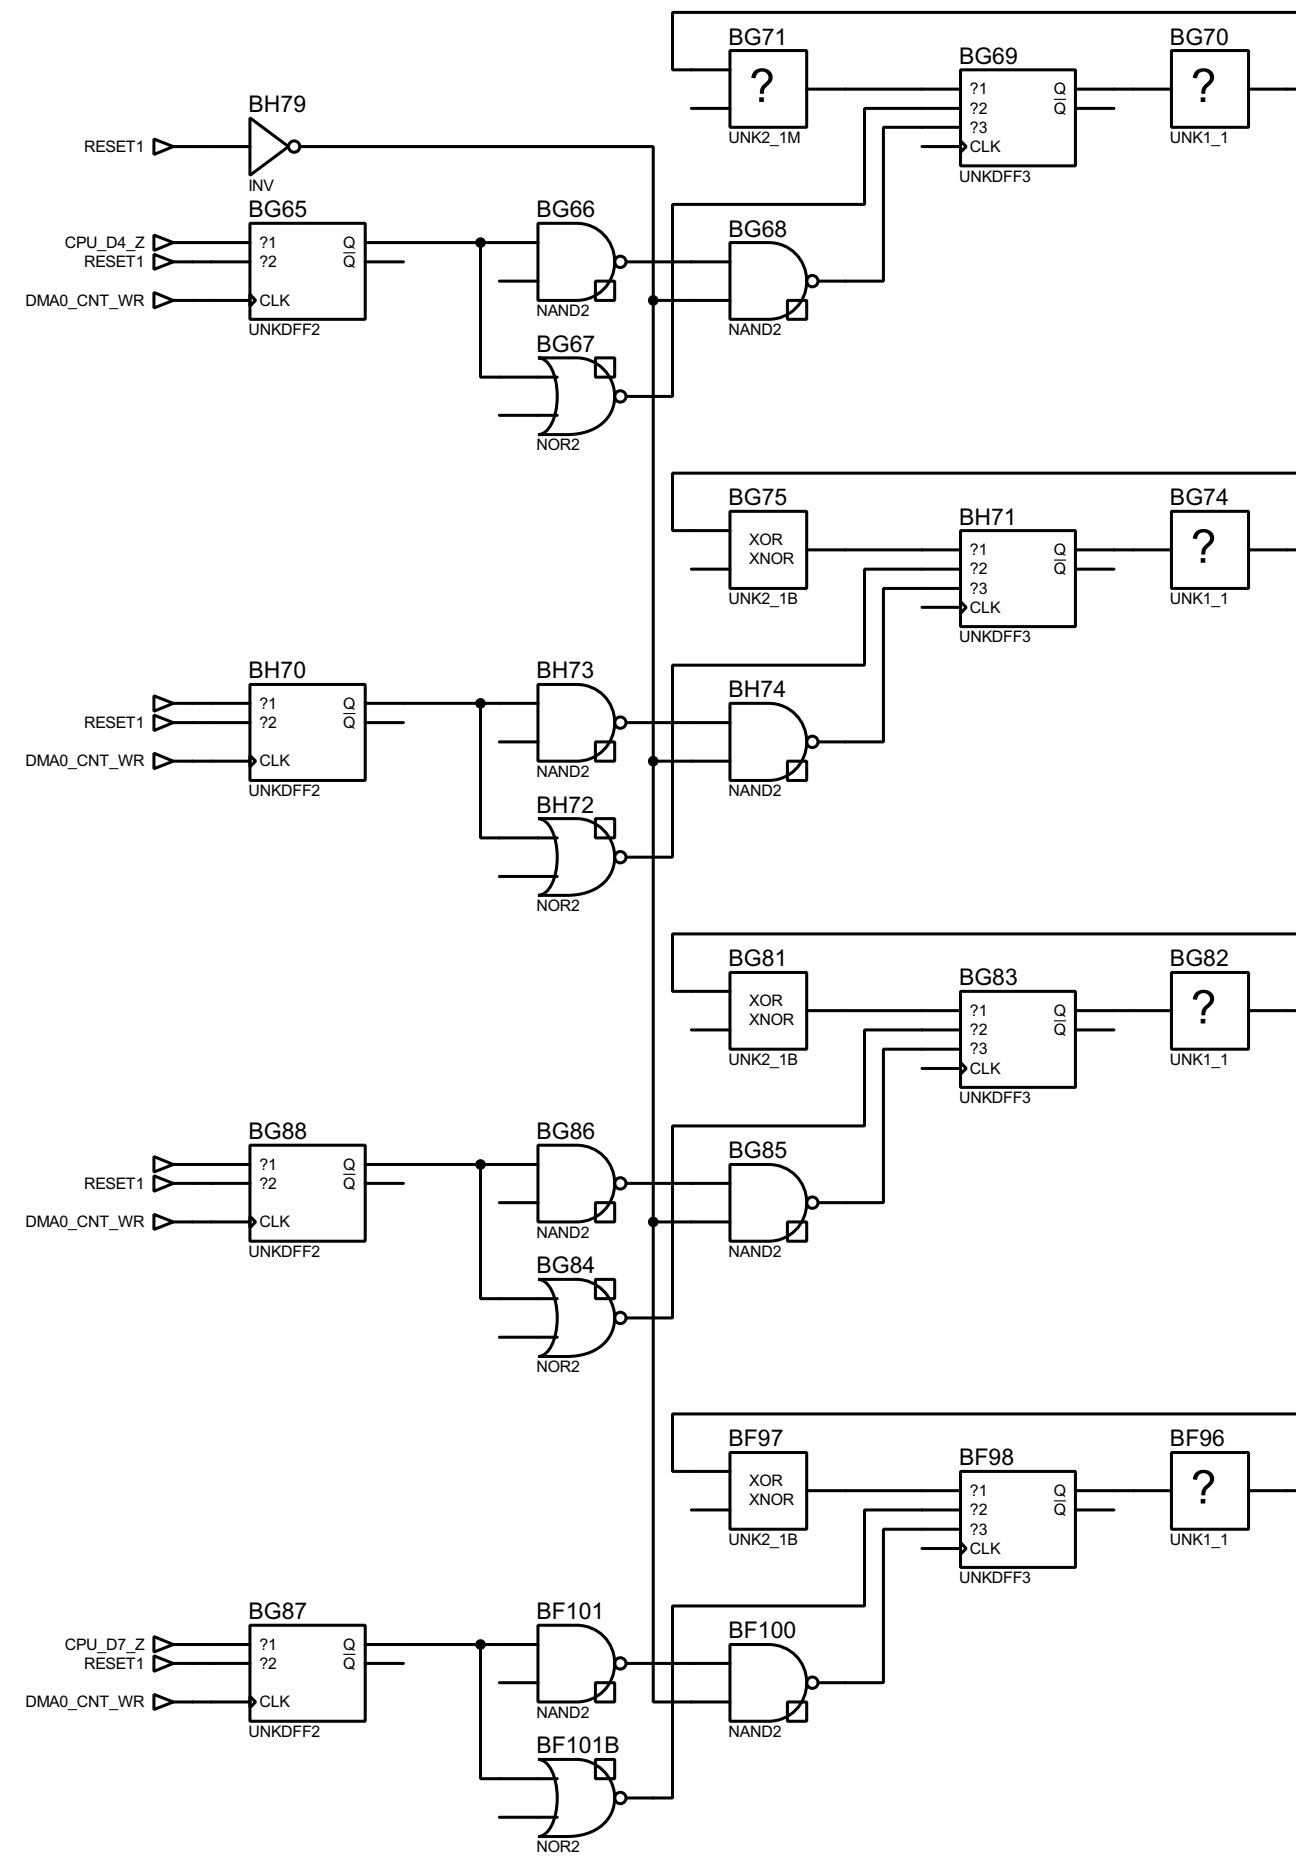 BG71
?
UNK2_1M
BG69
?1
?2
?3
CLK
Q
Q
UNKDFF3
BG70
?
UNK1_1
BH79
RESET1
INV
BG65
CPU_D4_Z
RESET1
DMA0_CNT_WR
?1
?2
CLK
Q
Q
UNKDFF2
BG66
NAND2
BG68
NAND2
BG67
NOR2
BG75
XOR
XNOR
UNK2_1B
BH71
?1
?2
?3
CLK
Q
Q
UNKDFF3
BG74
?
UNK1_1
BH70
RESET1
DMA0_CNT_WR
?1
?2
CLK
Q
Q
UNKDFF2
BH73
NAND2
BH74
NAND2
BH72
NOR2
BG81
XOR
XNOR
UNK2_1B
BG83
?1
?2
?3
CLK
Q
Q
UNKDFF3
BG82
?
UNK1_1
BG88
RESET1
DMA0_CNT_WR
?1
?2
CLK
Q
Q
UNKDFF2
BG86
NAND2
BG85
NAND2
BG84
NOR2
BF97
XOR
XNOR
UNK2_1B
BF98
?1
?2
?3
CLK
Q
Q
UNKDFF3
BF96
?
UNK1_1
BG87
CPU_D7_Z
RESET1
DMA0_CNT_WR
?1
?2
CLK
Q
Q
UNKDFF2
BF101
NAND2
BF100
NAND2
BF101B
NOR2